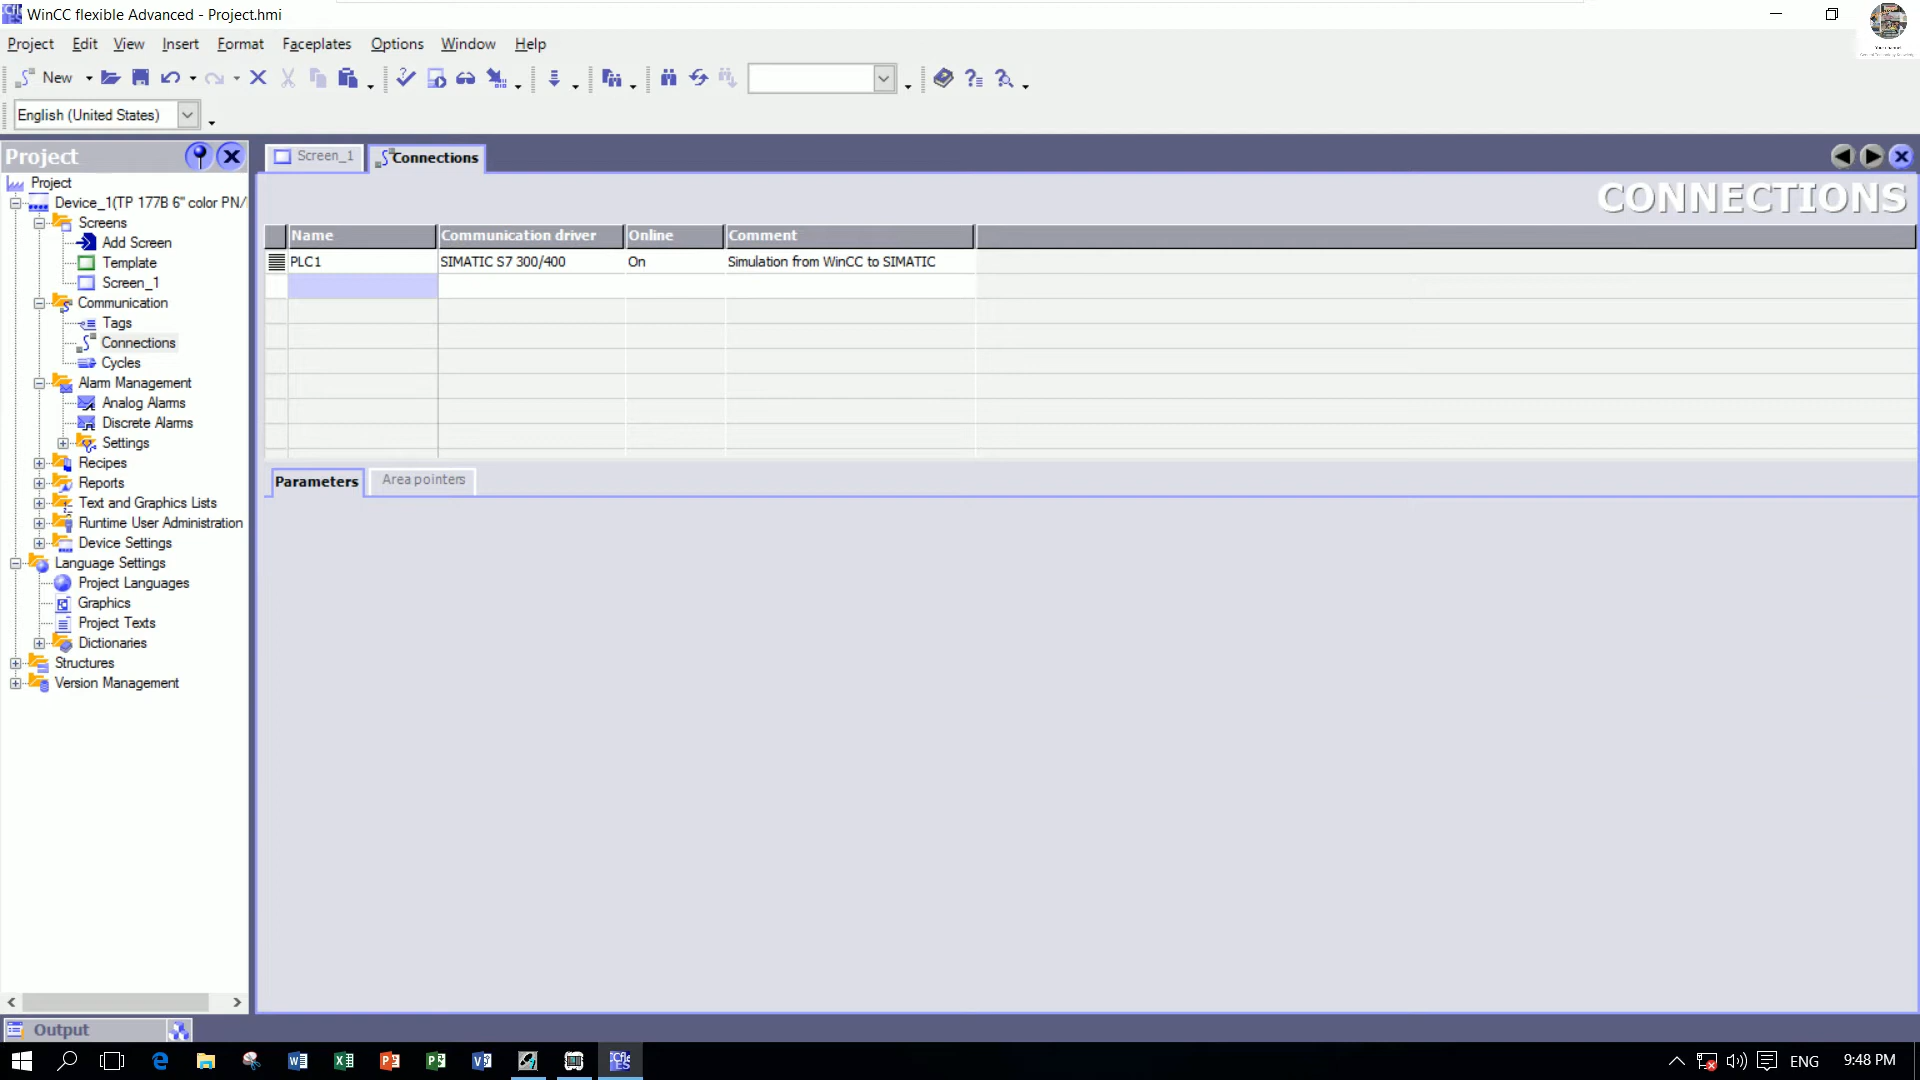 WinCC flexible Advanced - Project.hmi
Project Edit View Insert Format Faceplates Options Window Help
New
English (United States)
Project
Screen_1
Connections
Project
Device_1(TP 177B 6" color PN/
Screens
Add Screen
Template
Screen_1
Communication
Tags
Connections
Cycles
Alarm Management
Analog Alarms
Discrete Alarms
Settings
Recipes
Reports
Text and Graphics Lists
Runtime User Administration
Device Settings
Language Settings
Project Languages
Graphics
Project Texts
Dictionaries
Structures
Version Management
CONNECTIONS
Name Communication driver Online Comment
PLC1 SIMATIC S7 300/400 On Simulation from WinCC to SIMATIC
Parameters Area pointers
Output
ENG 9:48 PM